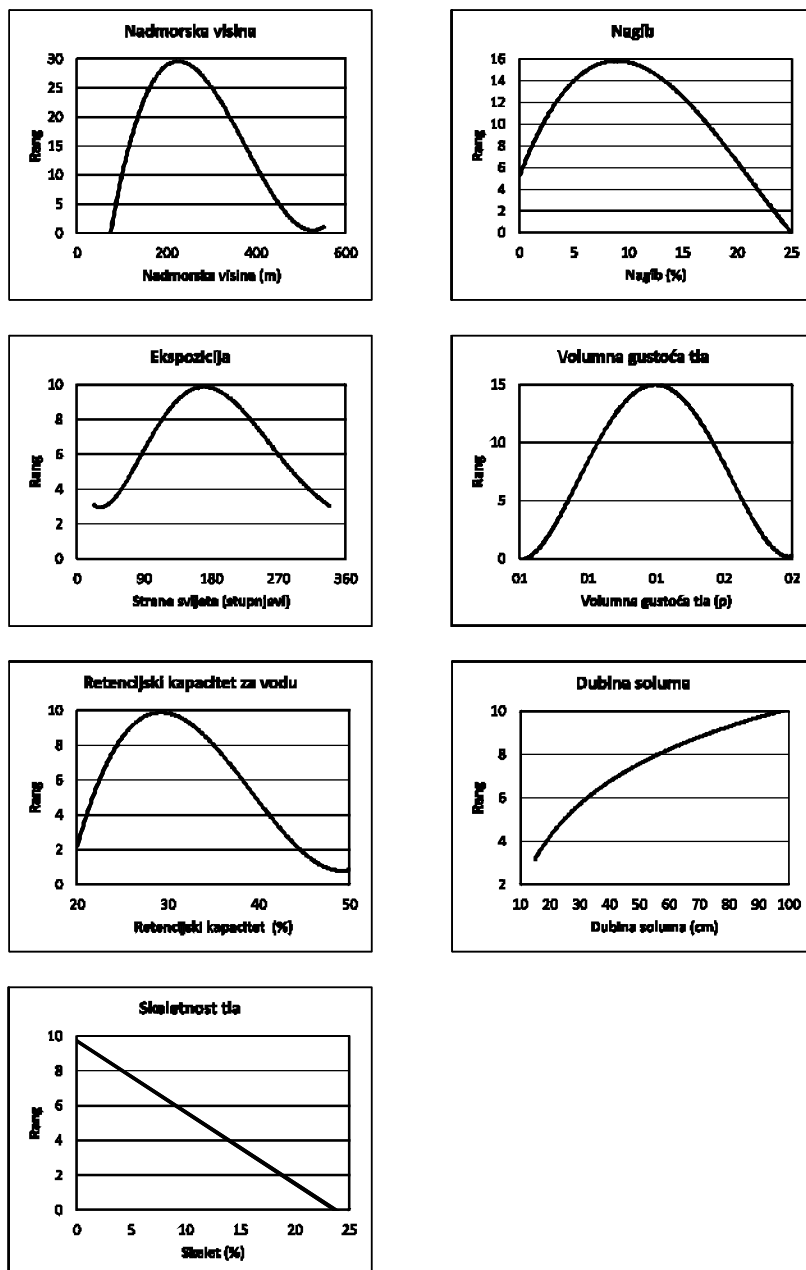 Nadmorska visina
Rang
30
25
20
15
10
5
0
0 200 400 600
Nadmorska visina (m)
Nagib
Rang
16
14
12
10
8
6
4
2
0
0 5 10 15 20 25
Nagib (%)
Ekspozicija
Rang
10
8
6
4
2
0
0 90 180 270 360
Strane svijeta (stupnjevi)
Volumna gustoća tla
Rang
15
10
5
0
01 01 01 02 02
Volumna gustoća tla (ρ)
Retencijski kapacitet za vodu
Rang
10
8
6
4
2
0
20 30 40 50
Retencijski kapacitet (%)
Dubina soluma
Rang
10
8
6
4
2
10 20 30 40 50 60 70 80 90 100
Dubina soluma (cm)
Skeletnost tla
Rang
10
8
6
4
2
0
0 5 10 15 20 25
Skelet (%)